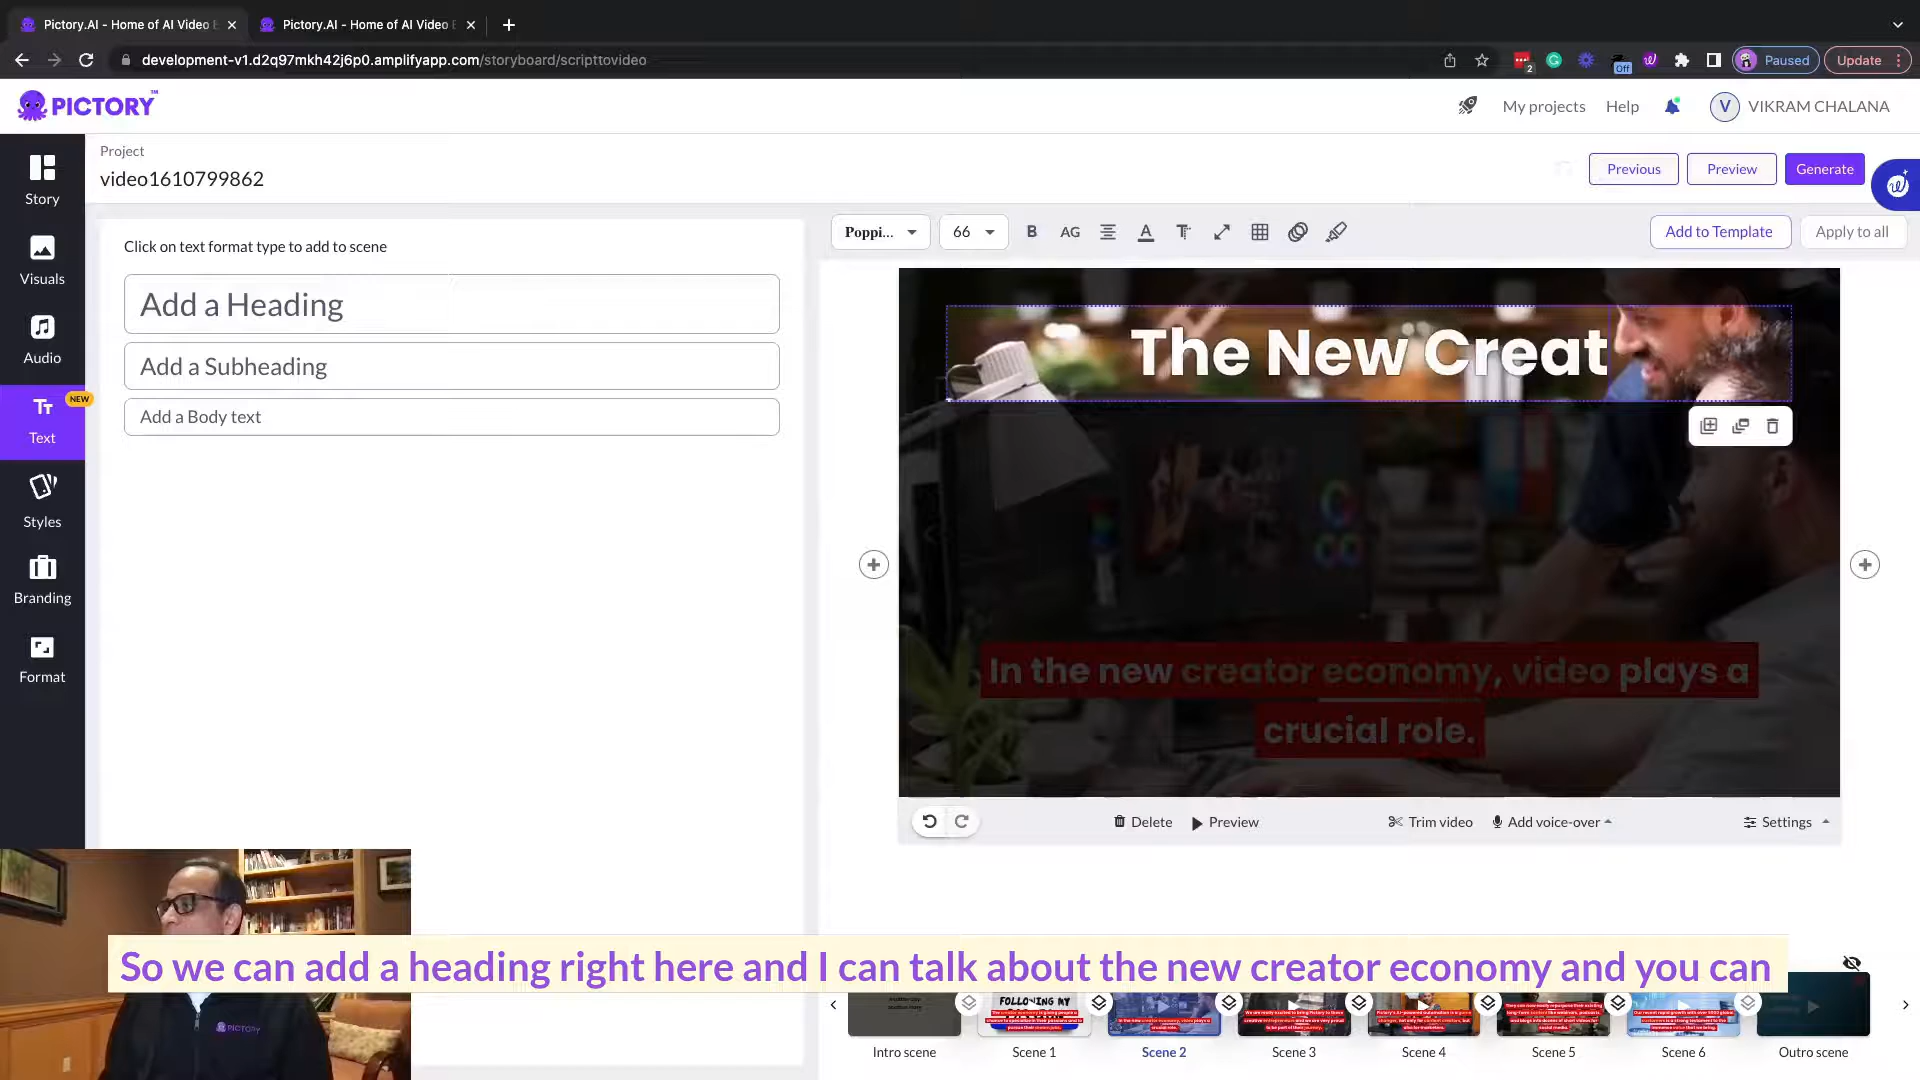 Pictory.AI - Home of AI Video E
Pictory.AI - Home of AI Video E
development-v1.d2q97mkh42j6p0.amplifyapp.com/storyboard/scripttovideo
2
Off
Paused
Update
PICTORY™
My projects
Help
V
VIKRAM CHALANA
Project
video1610799862
Previous
Preview
Generate
Story
Visuals
Audio
NEW
Text
Styles
Branding
Format
Click on text format type to add to scene
Add a Heading
Add a Subheading
Add a Body text
Poppi...
66
B
AG
Add to Template
Apply to all
The New Creat
In the new creator economy, video plays a
crucial role.
Delete
Preview
Trim video
Add voice-over
Settings
PICTORY
So we can add a heading right here and I can talk about the new creator economy and you can
FOLLOWING MY
Intro scene
Scene 1
Scene 2
Scene 3
Scene 4
Scene 5
Scene 6
Outro scene